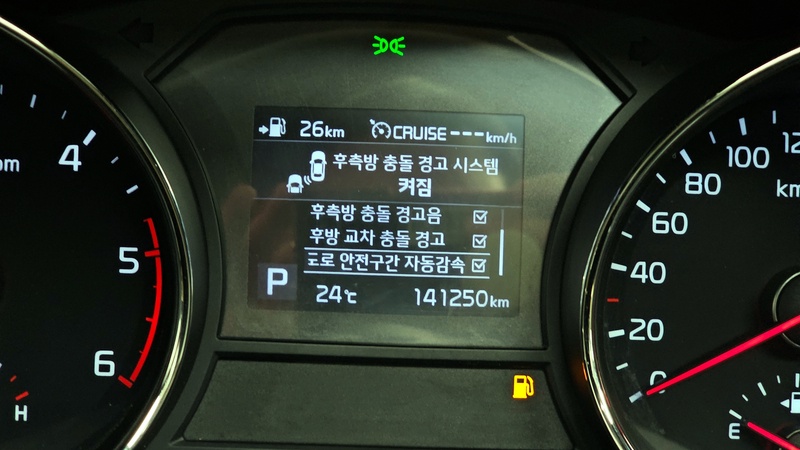 26km CRUISE --- km/h
후측방 충돌 경고 시스템
켜짐
후측방 충돌 경고음
후방 교차 충돌 경고
안전구간 자동감속
P
24℃ 141250km
4
5
6
H
100
80
60
40
20
0
km
E